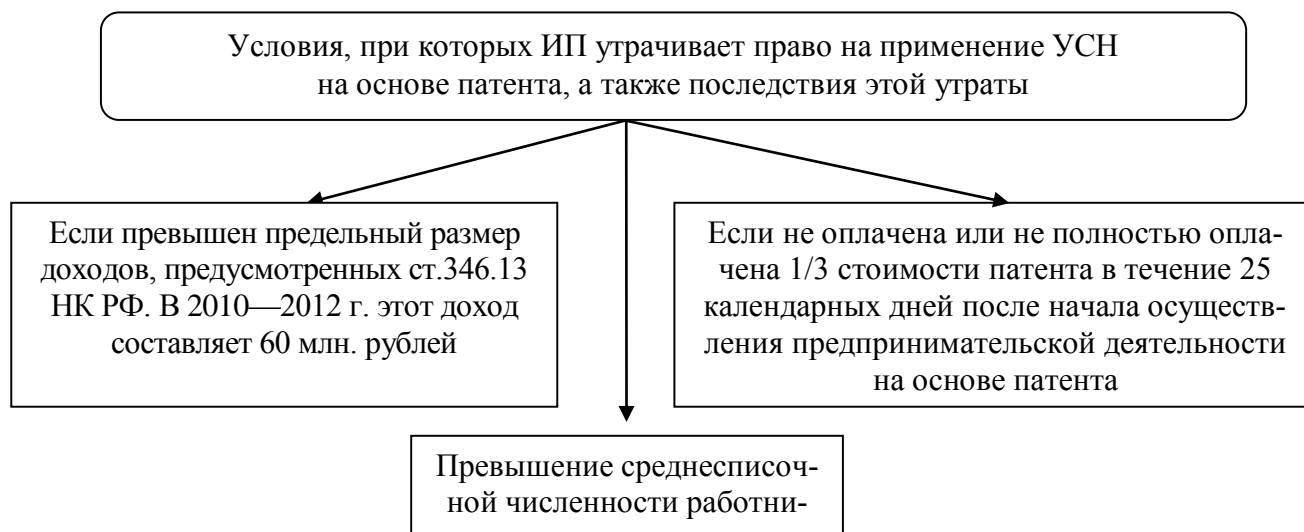 Условия, при которых ИП утрачивает право на применение УСН
на основе патента, а также последствия этой утраты
Если превышен предельный размер
доходов, предусмотренных ст.346.13
НК РФ. В 2010—2012 г. этот доход
составляет 60 млн. рублей
Если не оплачена или не полностью опла-
чена 1/3 стоимости патента в течение 25
календарных дней после начала осуществ-
ления предпринимательской деятельности
на основе патента
Превышение среднесписоч-
ной численности работни-